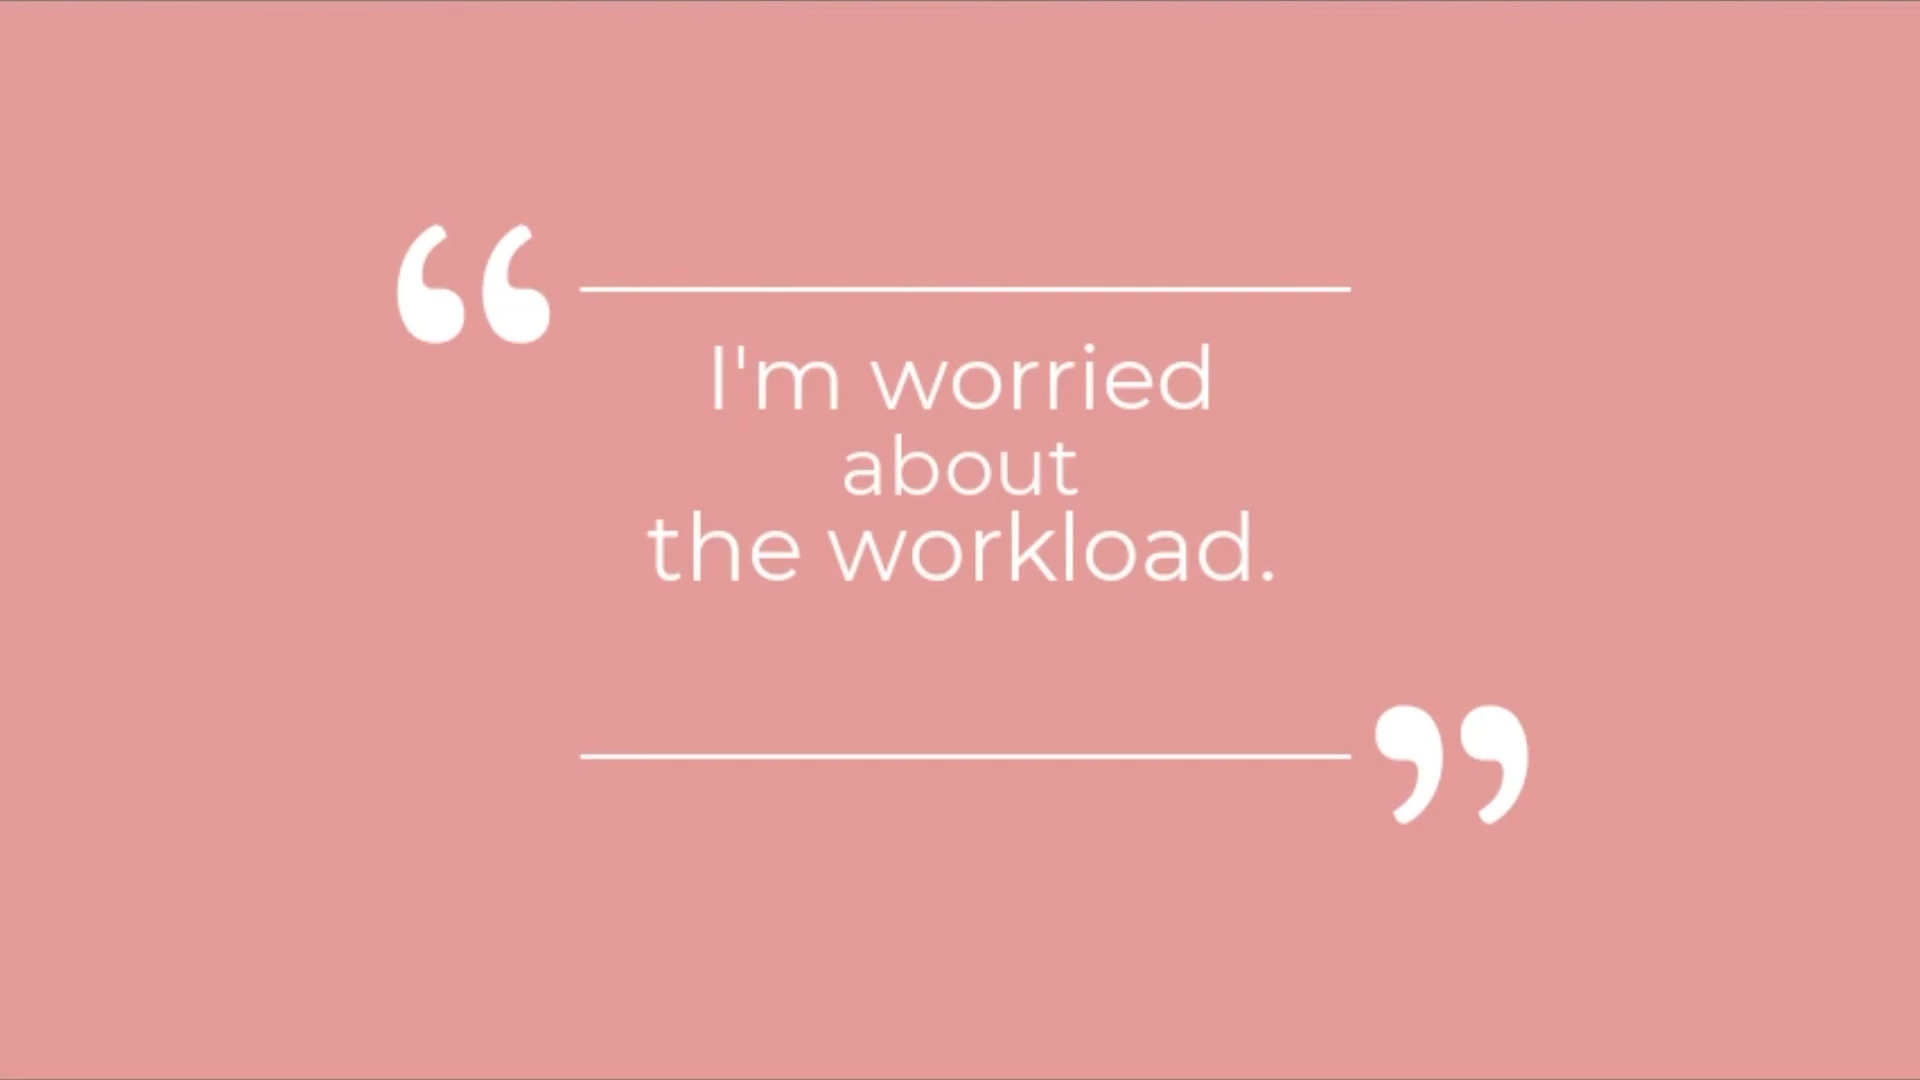 “
I'm worried
about
the workload.
”